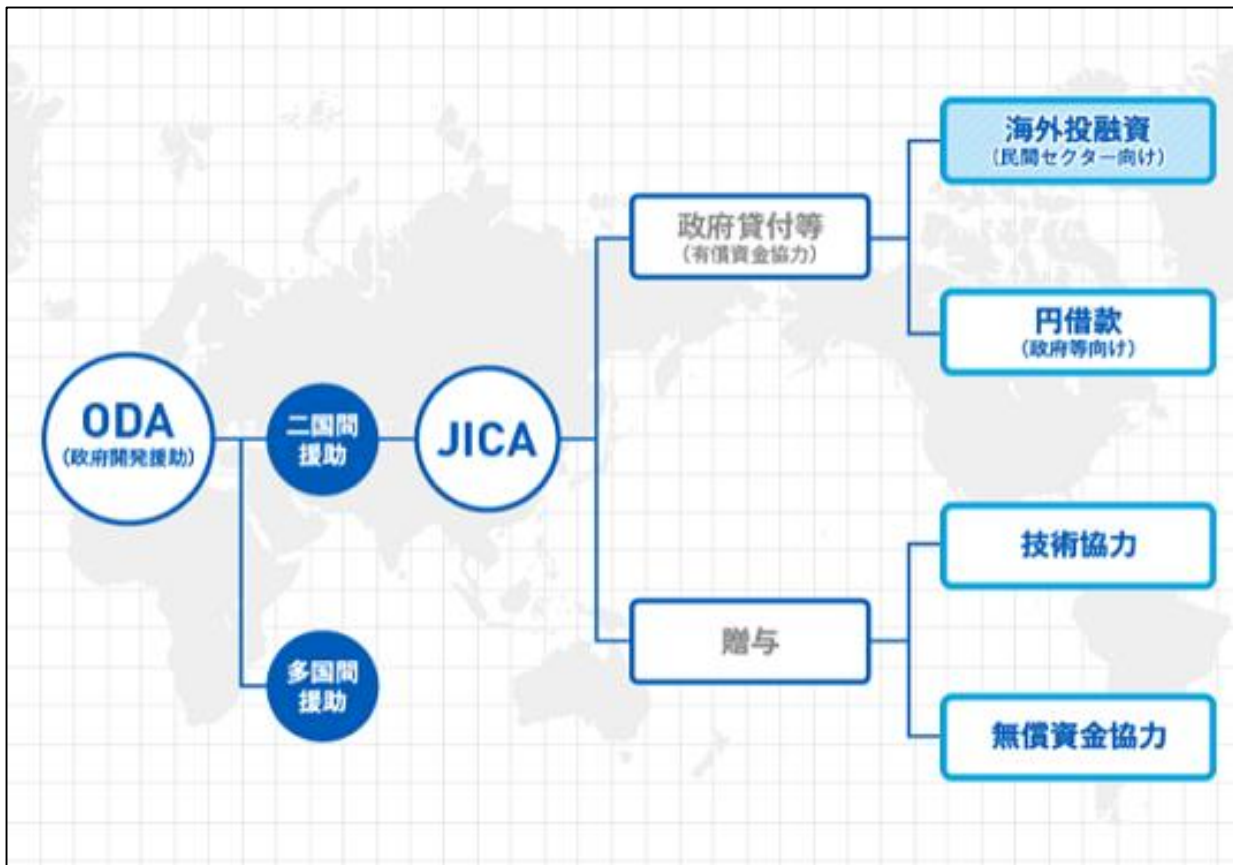 ODA
(政府開発援助)
二国間
援助
多国間
援助
JICA
政府貸付等
(有償資金協力)
海外投融資
(民間セクター向け)
円借款
(政府等向け)
贈与
技術協力
無償資金協力